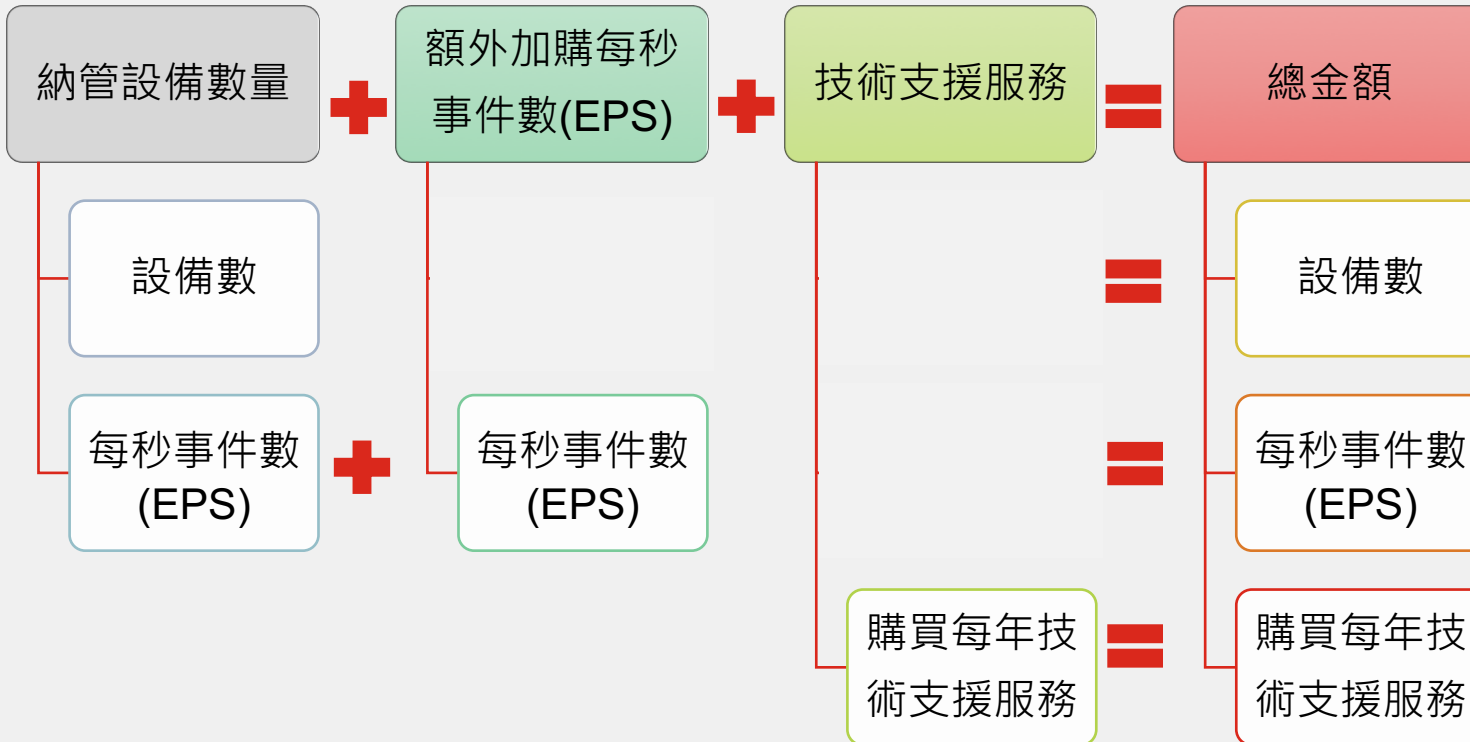 納管設備數量
額外加購每秒
事件數(EPS)
技術支援服務
總金額
設備數
設備數
每秒事件數
(EPS)
每秒事件數
(EPS)
每秒事件數
(EPS)
購買每年技
術支援服務
購買每年技
術支援服務